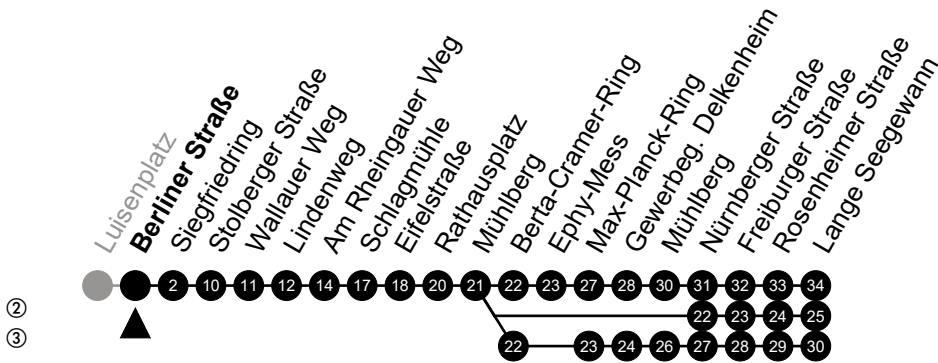 Luisenplatz
Berliner Straße
Siegfriedring
Stolberger Straße
Wallauer Weg
Lindenweg
Am Rheingauer Weg
Schlagmühle
Eifelstraße
Rathausplatz
Mühlberg
Berta-Cramer-Ring
Ephy-Mess
Max-Planck-Ring
Gewerbeg. Delkenheim
Mühlberg
Nürnberger Straße
Freiburger Straße
Rosenheimer Straße
Lange Seegewann
2 10 11 12 14 17 18 20 21 22 23 27 28 30 31 32 33 34
② 22 23 24 25
③ 22 23 24 26 27 28 29 30